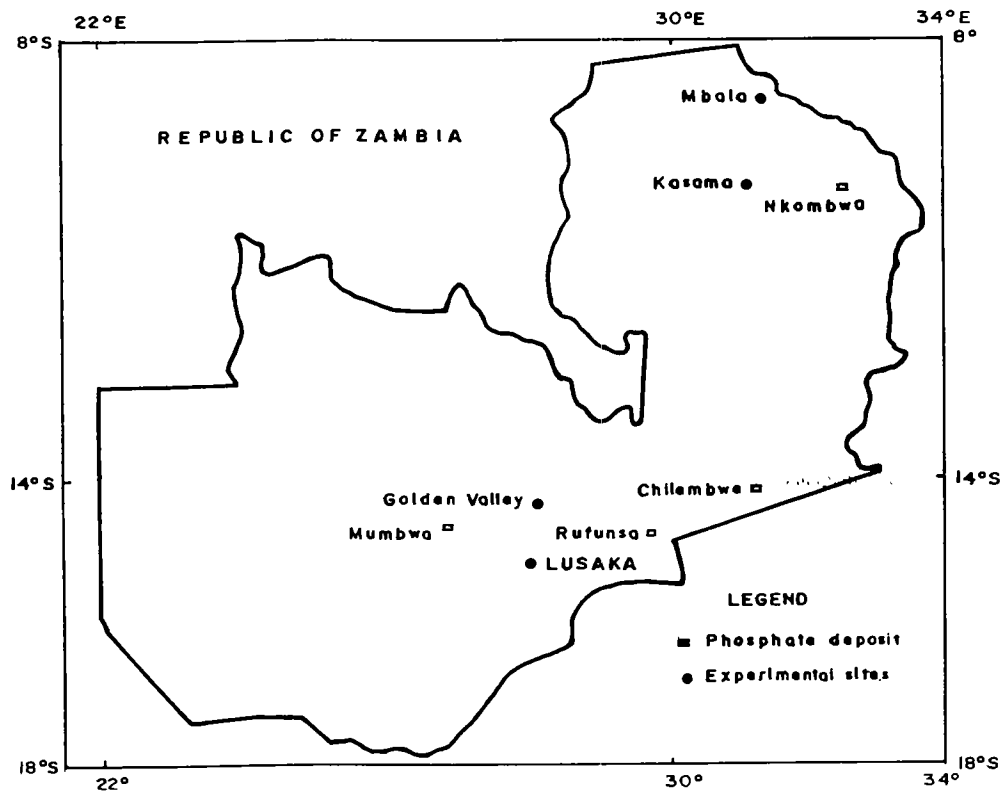 22°E 30°E 34°E
8°S 8°
Mbala
REPUBLIC OF ZAMBIA
Kasama
Nkombwa
14°S 14°S
Chilembwe
Golden Valley
Mumbwa
Rufunsa
LUSAKA
LEGEND
Phosphate deposit
Experimental sites
18°S 18°S
22° 30° 34°